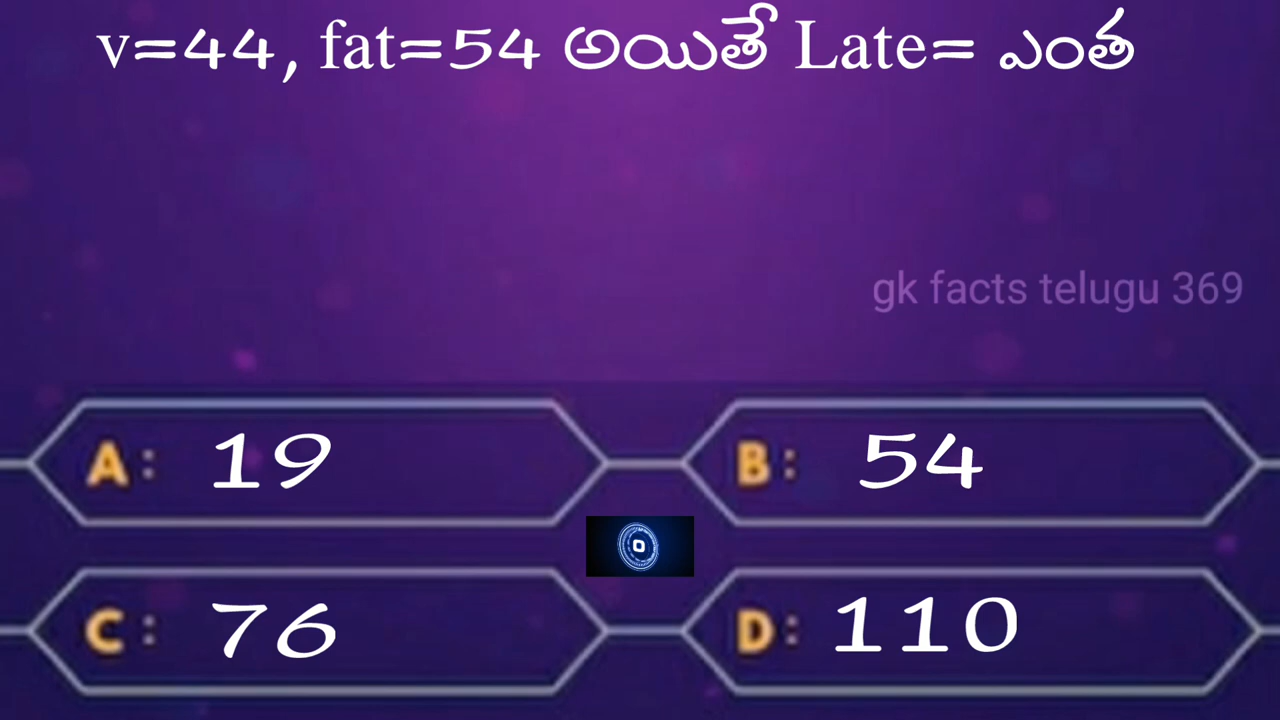 v=44, fat=54 అయితే Late= ఎంత
gk facts telugu 369
A: 19
B: 54
C: 76
D: 110